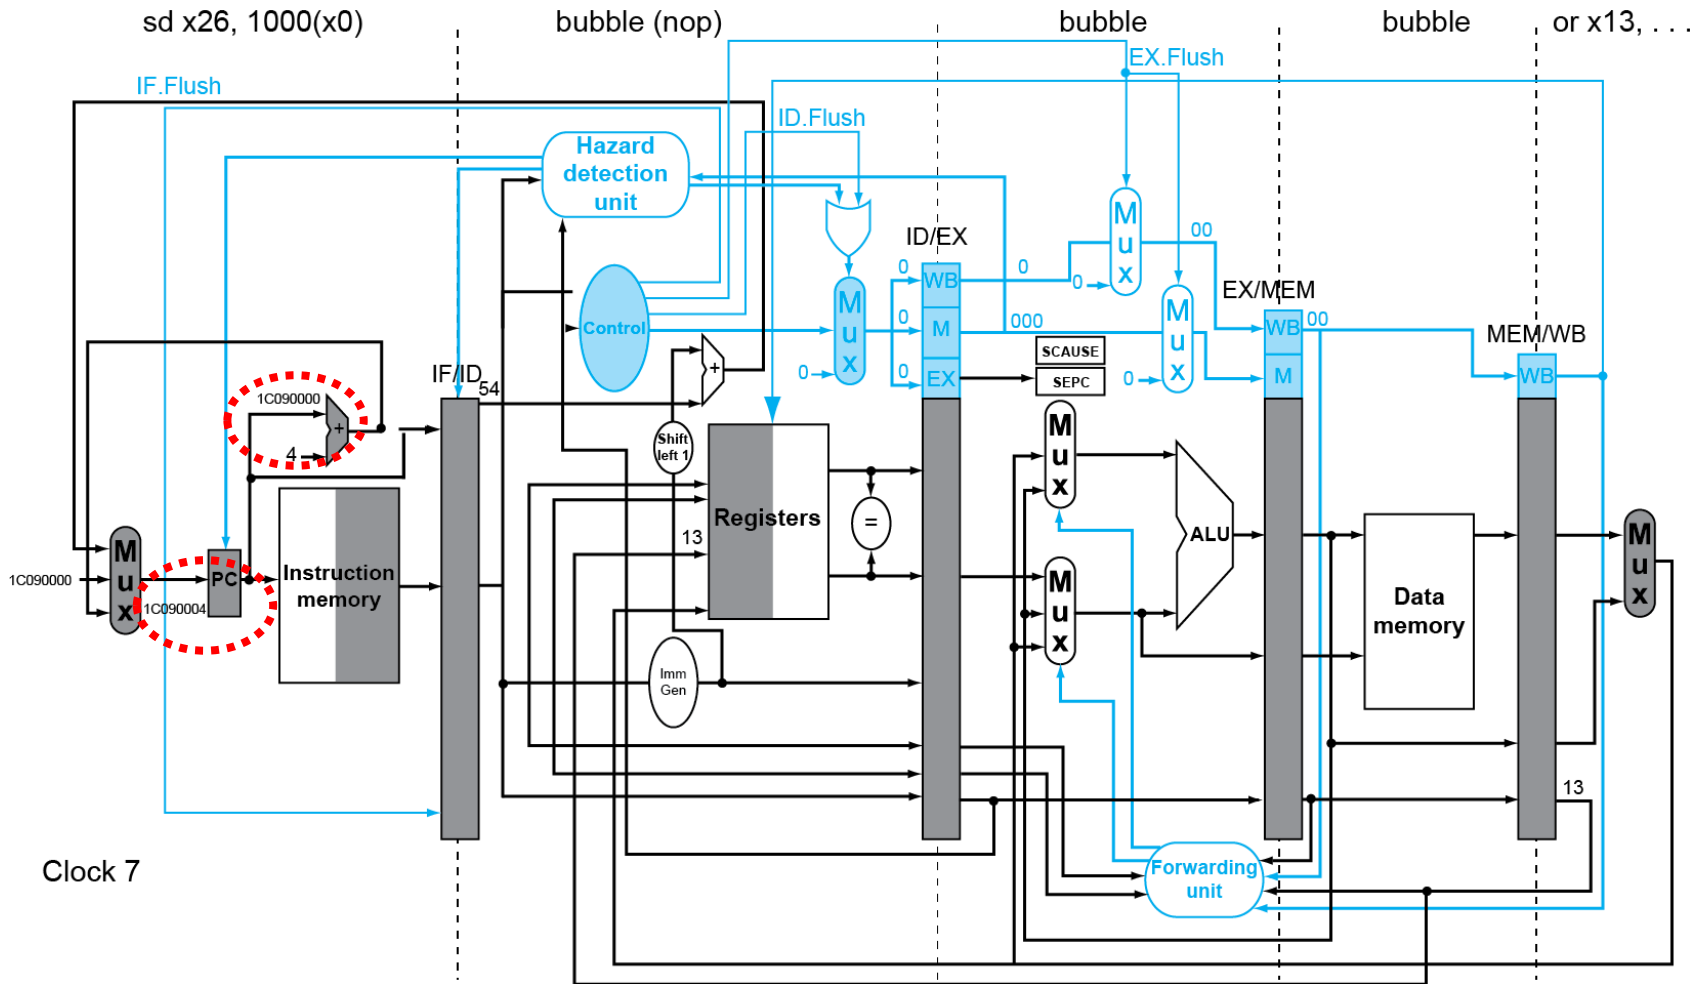 sd x26, 1000(x0)
bubble (nop)
bubble
bubble
or x13, . . .
IF.Flush
EX.Flush
ID.Flush
Hazard
detection
unit
ID/EX
0
WB
0
M
u
x
00
0
Control
M
u
x
0
0
M
000
M
u
x
0
EX/MEM
WB
00
M
SCAUSE
SEPC
0
EX
MEM/WB
WB
IF/ID
54
+
1C090000
+
4
Shift
left 1
M
u
x
Registers
=
13
ALU
M
u
x
1C090000
PC
1C090004
Instruction
memory
M
u
x
Data
memory
M
u
x
Imm
Gen
13
Clock 7
Forwarding
unit